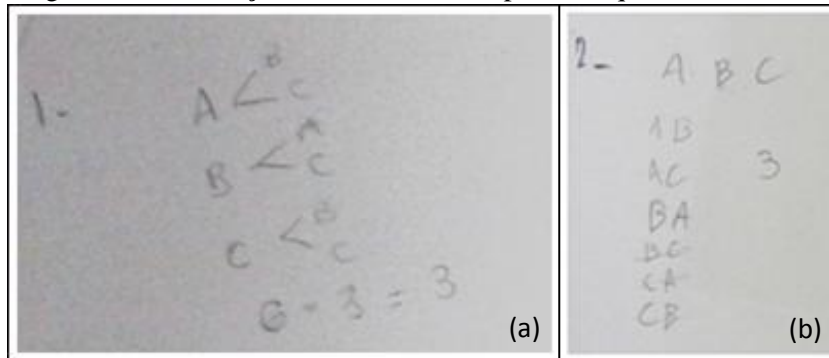 1-
A < B
C
B < A
C
C < B
C
6 - 3 = 3
(a)
2- A B C
AB
AC 3
BA
BC
CA
CB
(b)